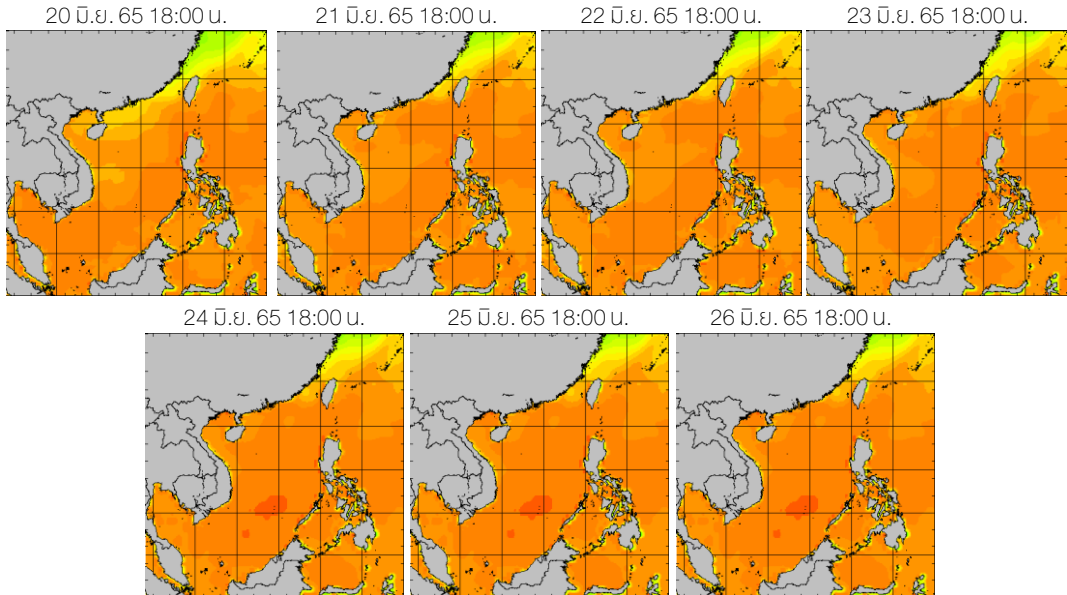 20 มิ.ย. 65 18:00 น.
21 มิ.ย. 65 18:00 น.
22 มิ.ย. 65 18:00 น.
23 มิ.ย. 65 18:00 น.
24 มิ.ย. 65 18:00 น.
25 มิ.ย. 65 18:00 น.
26 มิ.ย. 65 18:00 น.